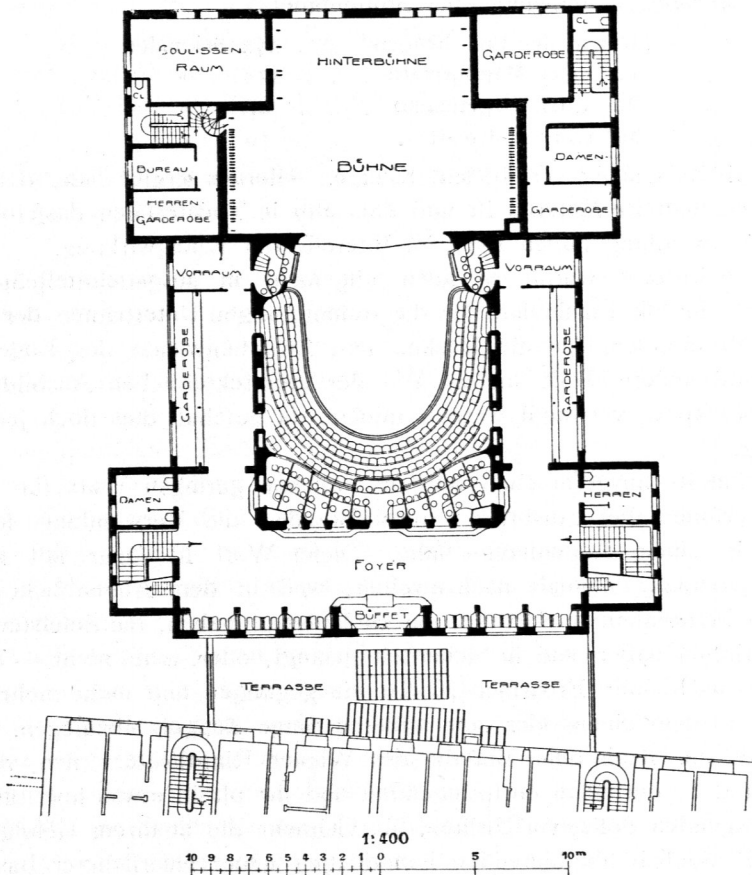 COULISSEN
RAUM
HINTERBÜHNE
GARDEROBE
CL
CL
BÜHNE
BUREAU
HERREN
GARDEROBE
DAMEN-
GARDEROBE
VORRAUM
VORRAUM
GARDEROBE
GARDEROBE
DAMEN
HERREN
FOYER
BÜFFET
TERRASSE
TERRASSE
1:400
10 9 8 7 6 5 4 3 2 1 0 5 10m